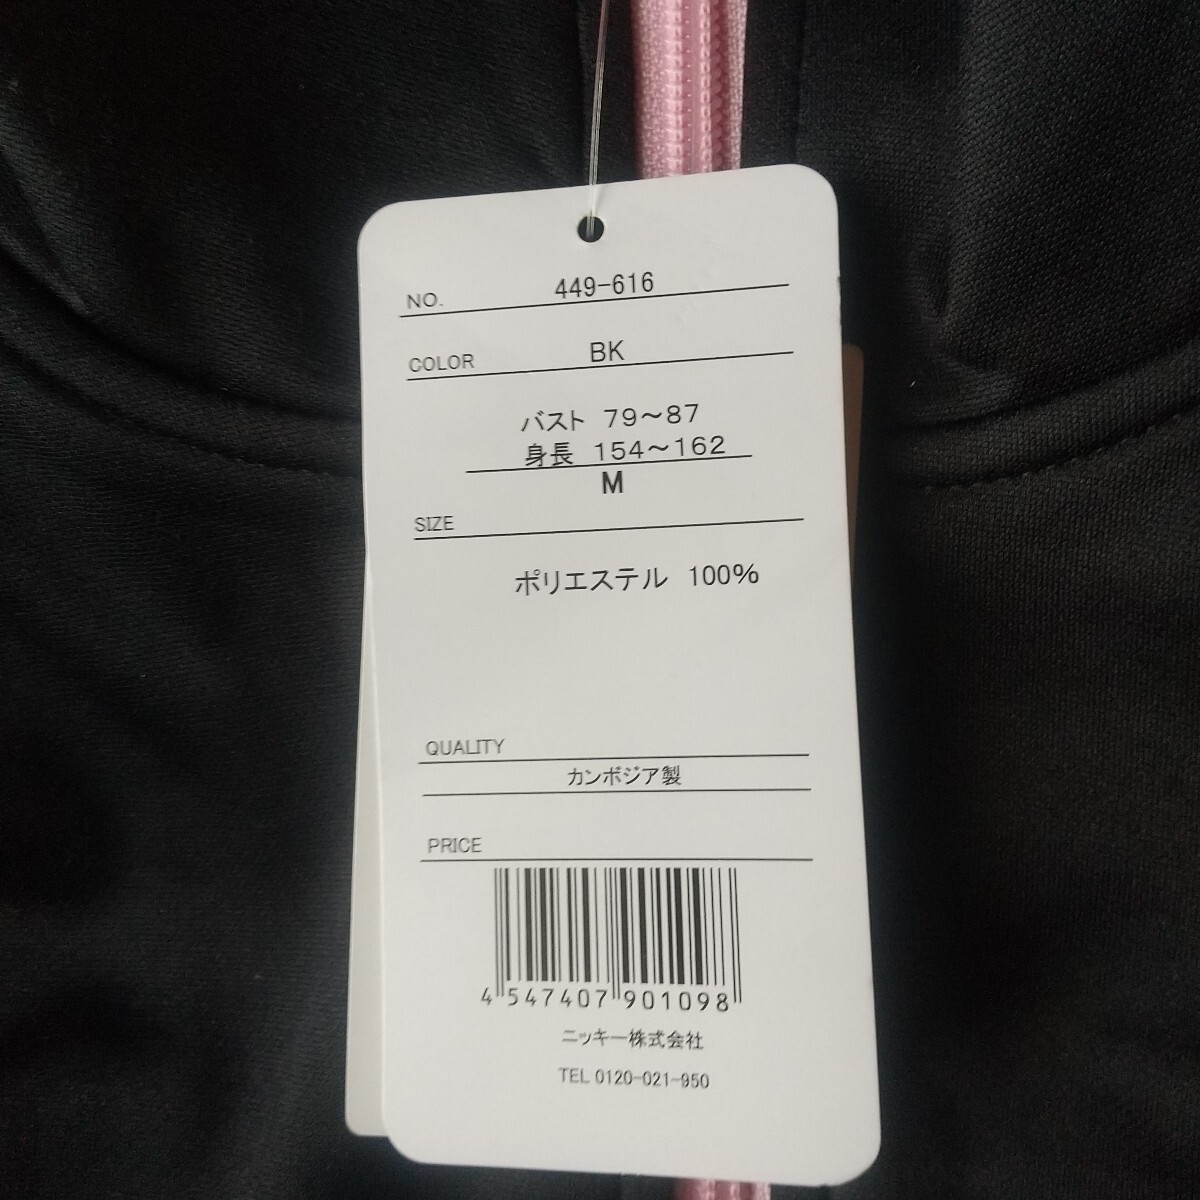 NO. 449-616
COLOR BK
バスト 79～87
身長 154～162
M
SIZE
ポリエステル 100%
QUALITY
カンボジア製
PRICE
4 547407 901098
ニッキー株式会社
TEL 0120-021-950